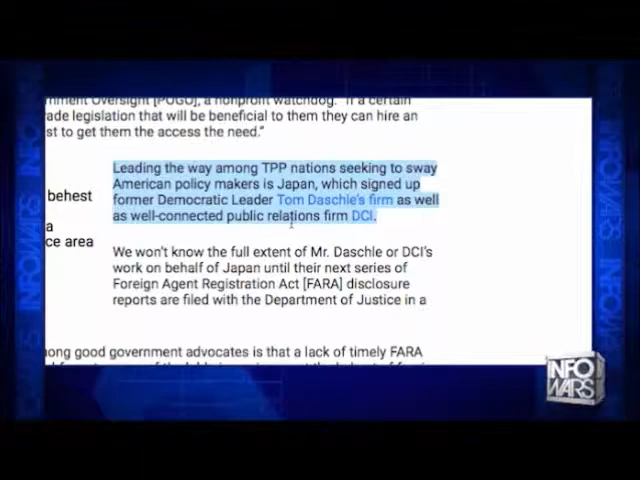 nment Oversight [POGO], a nonprofit watchdog. "If a certain
ade legislation that will be beneficial to them they can hire an
st to get them the access the need."
Leading the way among TPP nations seeking to sway
American policy makers is Japan, which signed up
behest
former Democratic Leader Tom Daschle's firm as well
as well-connected public relations firm DCI.
a
ce area
We won't know the full extent of Mr. Daschle or DCI's
work on behalf of Japan until their next series of
Foreign Agent Registration Act [FARA] disclosure
reports are filed with the Department of Justice in a
ong good government advocates is that a lack of timely FARA
INFO
WARS
INFOWARS